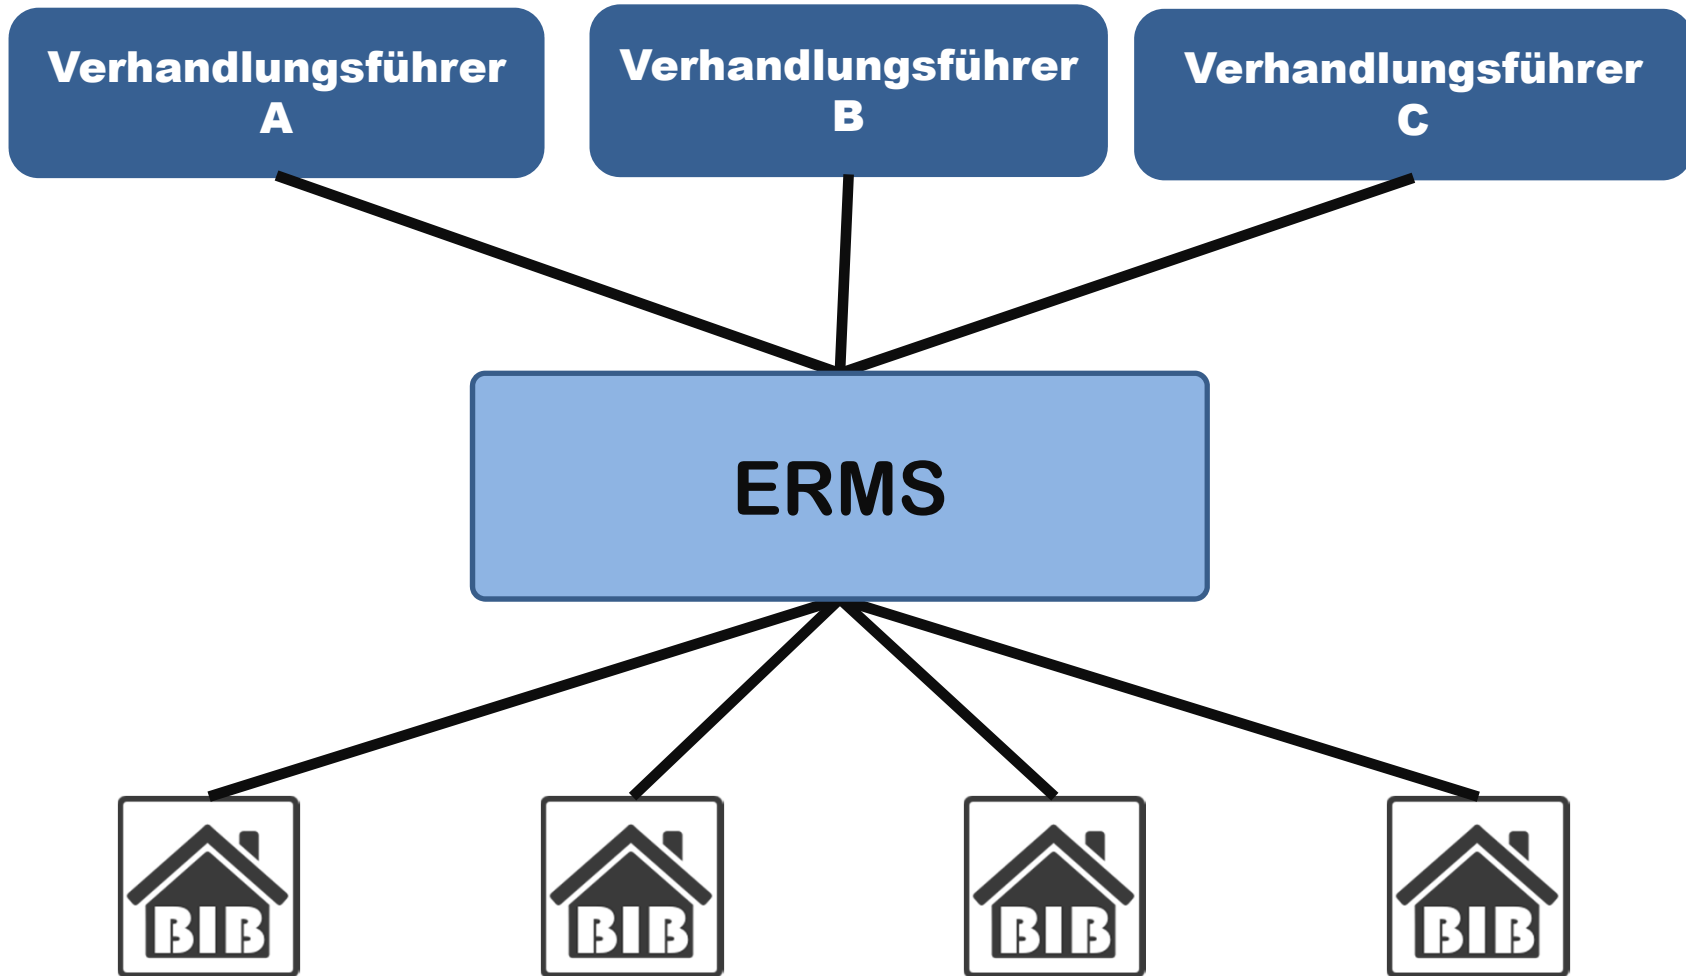 Verhandlungsführer
A
Verhandlungsführer
B
Verhandlungsführer
C
ERMS
BIB
BIB
BIB
BIB